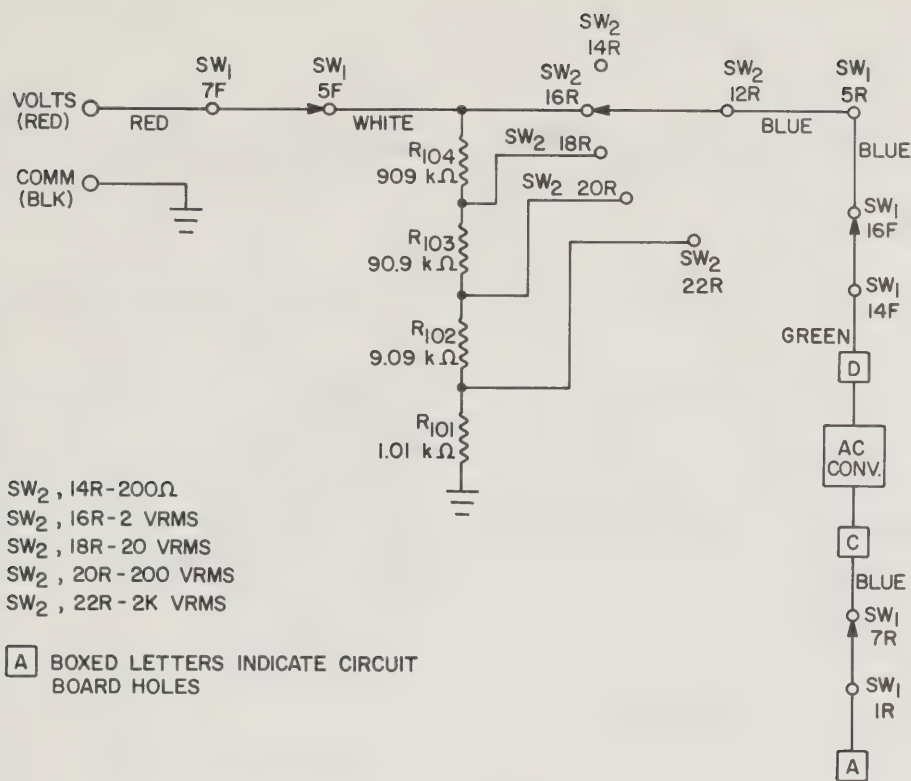 SW2
14R
SW1
7F
SW1
5F
SW2
16R
SW2
12R
SW1
5R
VOLTS
(RED)
RED
WHITE
BLUE
BLUE
COMM
(BLK)
R104
909 kΩ
SW2 18R
SW2 20R
SW1
16F
R103
90.9 kΩ
SW2
22R
SW1
14F
GREEN
D
R102
9.09 kΩ
R101
1.01 kΩ
AC
CONV.
C
BLUE
SW1
7R
SW1
1R
A
SW2, 14R-200Ω
SW2, 16R-2 VRMS
SW2, 18R-20 VRMS
SW2, 20R-200 VRMS
SW2, 22R-2K VRMS
A BOXED LETTERS INDICATE CIRCUIT
BOARD HOLES